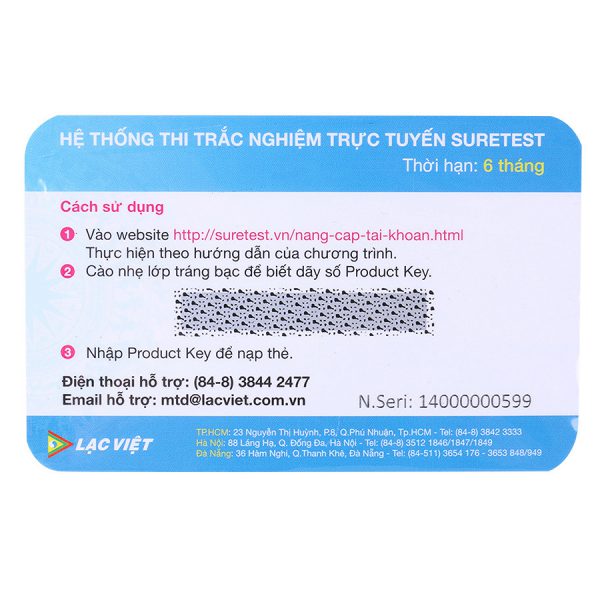 HỆ THỐNG THI TRẮC NGHIỆM TRỰC TUYẾN SURETEST
Thời hạn: 6 tháng
Cách sử dụng
1 Vào website http://suretest.vn/nang-cap-tai-khoan.html
Thực hiện theo hướng dẫn của chương trình.
2 Cào nhẹ lớp tráng bạc để biết dãy số Product Key.
3 Nhập Product Key để nạp thẻ.
Điện thoại hỗ trợ: (84-8) 3844 2477
Email hỗ trợ: mtd@lacviet.com.vn
N.Seri: 14000000599
LẠC VIỆT
TP.HCM: 23 Nguyễn Thị Huỳnh, P.8, Q.Phú Nhuận, Tp.HCM - Tel: (84-8) 3842 3333
Hà Nội: 88 Láng Hạ, Q. Đống Đa, Hà Nội - Tel: (84-8) 3512 1846/1847/1849
Đà Nẵng: 36 Hàm Nghi, Q.Thanh Khê, Đà Nẵng - Tel: (84-511) 3654 176 - 3653 848/949